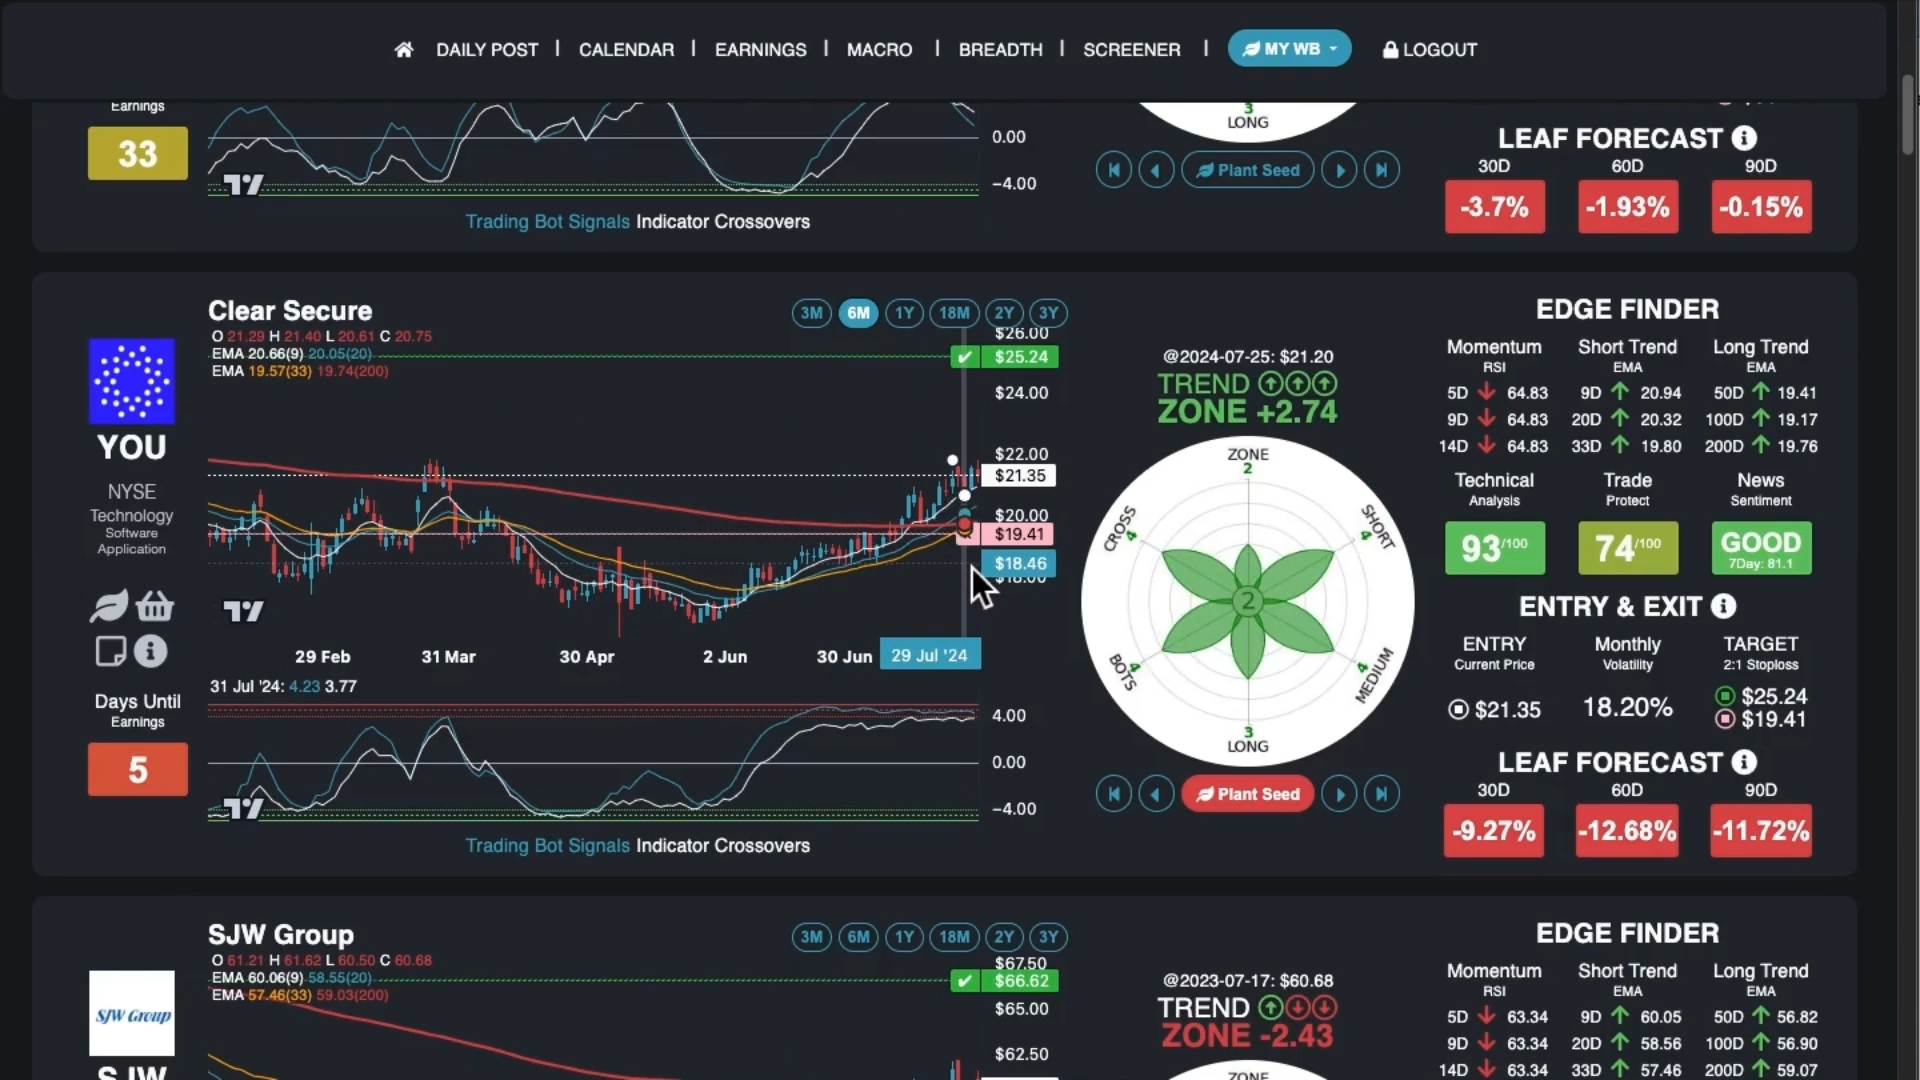 DAILY POST | CALENDAR | EARNINGS | MACRO | BREADTH | SCREENER | MY WB LOGOUT
Earnings
33
0.00
−4.00
Trading Bot Signals Indicator Crossovers
3
LONG
Plant Seed
LEAF FORECAST
30D 60D 90D
-3.7% -1.93% -0.15%
Clear Secure
3M 6M 1Y 18M 2Y 3Y
O 21.29 H 21.40 L 20.61 C 20.75
EMA 20.66(9) 20.05(20)
EMA 19.57(33) 19.74(200)
YOU
NYSE
Technology
Software
Application
Days Until
Earnings
5
$26.00
$25.24
$24.00
$22.00
$21.35
$20.00
$19.41
$18.46
$18.00
29 Feb 31 Mar 30 Apr 2 Jun 30 Jun 29 Jul '24
31 Jul '24: 4.23 3.77
4.00
0.00
−4.00
Trading Bot Signals Indicator Crossovers
@2024-07-25: $21.20
TREND
ZONE +2.74
ZONE
2
CROSS
4
SHORT
4
2
BOTS
4
MEDIUM
4
3
LONG
Plant Seed
EDGE FINDER
Momentum Short Trend Long Trend
RSI EMA EMA
5D 64.83 9D 20.94 50D 19.41
9D 64.83 20D 20.32 100D 19.17
14D 64.83 33D 19.80 200D 19.76
Technical Trade News
Analysis Protect Sentiment
93/100 74/100 GOOD
7Day: 81.1
ENTRY & EXIT
ENTRY Monthly TARGET
Current Price Volatility 2:1 Stoploss
$21.35 18.20% $25.24
$19.41
LEAF FORECAST
30D 60D 90D
-9.27% -12.68% -11.72%
SJW Group
3M 6M 1Y 18M 2Y 3Y
O 61.21 H 61.62 L 60.50 C 60.68
EMA 60.06(9) 58.55(20)
EMA 57.46(33) 59.03(200)
SJW Group
SJW
$67.50
$66.62
$65.00
$62.50
@2023-07-17: $60.68
TREND
ZONE -2.43
ZONE
EDGE FINDER
Momentum Short Trend Long Trend
RSI EMA EMA
5D 63.34 9D 60.05 50D 56.82
9D 63.34 20D 58.56 100D 56.90
14D 63.34 33D 57.46 200D 59.07